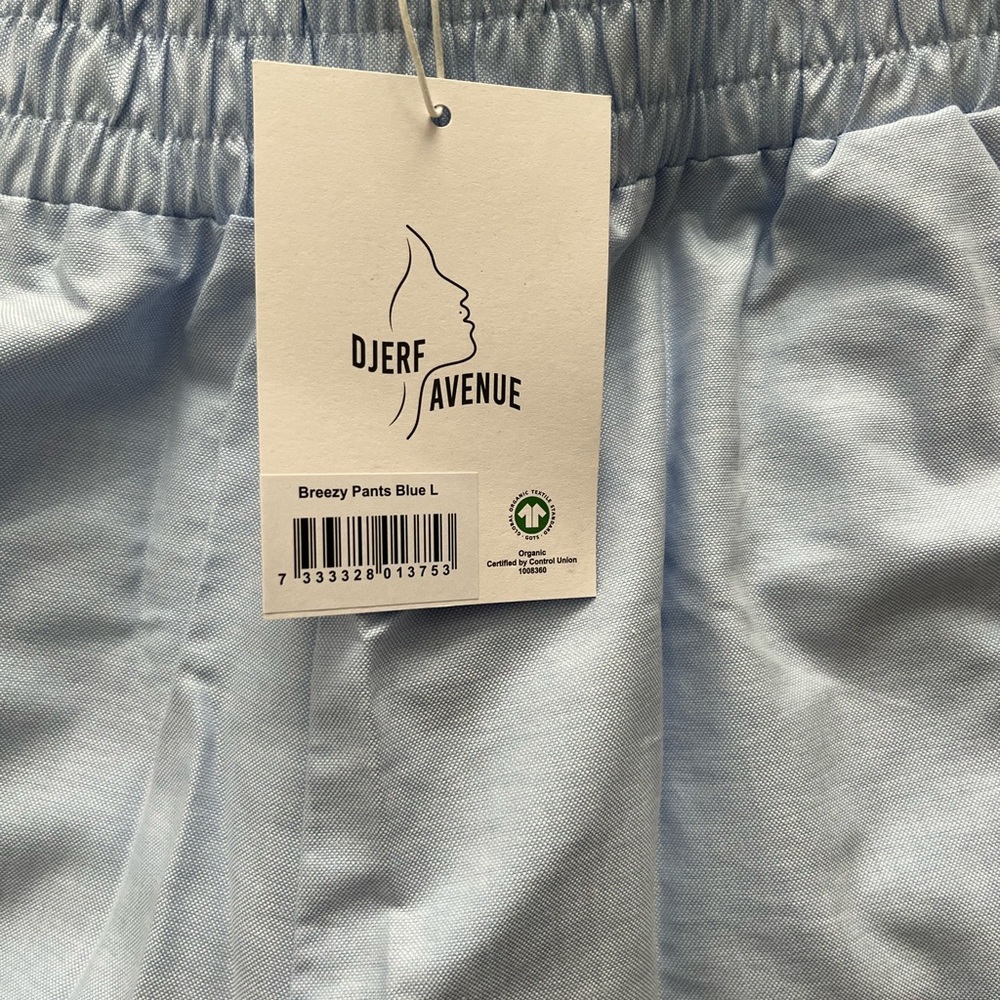 DJERF
AVENUE
Breezy Pants Blue L
7 333328 013753
GLOBAL ORGANIC TEXTILE STANDARD
· GOTS ·
Organic
Certified by Control Union
1008360